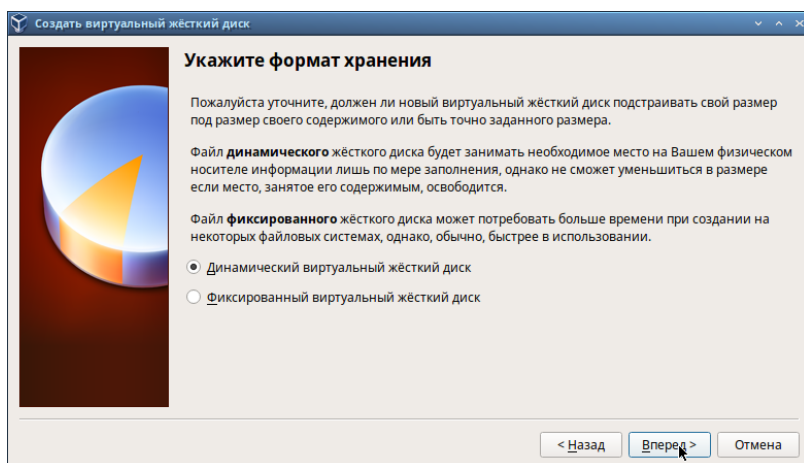 Создать виртуальный жёсткий диск
Укажите формат хранения
Пожалуйста уточните, должен ли новый виртуальный жёсткий диск подстраивать свой размер
под размер своего содержимого или быть точно заданного размера.
Файл динамического жёсткого диска будет занимать необходимое место на Вашем физическом
носителе информации лишь по мере заполнения, однако не сможет уменьшиться в размере
если место, занятое его содержимым, освободится.
Файл фиксированного жёсткого диска может потребовать больше времени при создании на
некоторых файловых системах, однако, обычно, быстрее в использовании.
Динамический виртуальный жёсткий диск
Фиксированный виртуальный жёсткий диск
< Назад Вперед > Отмена